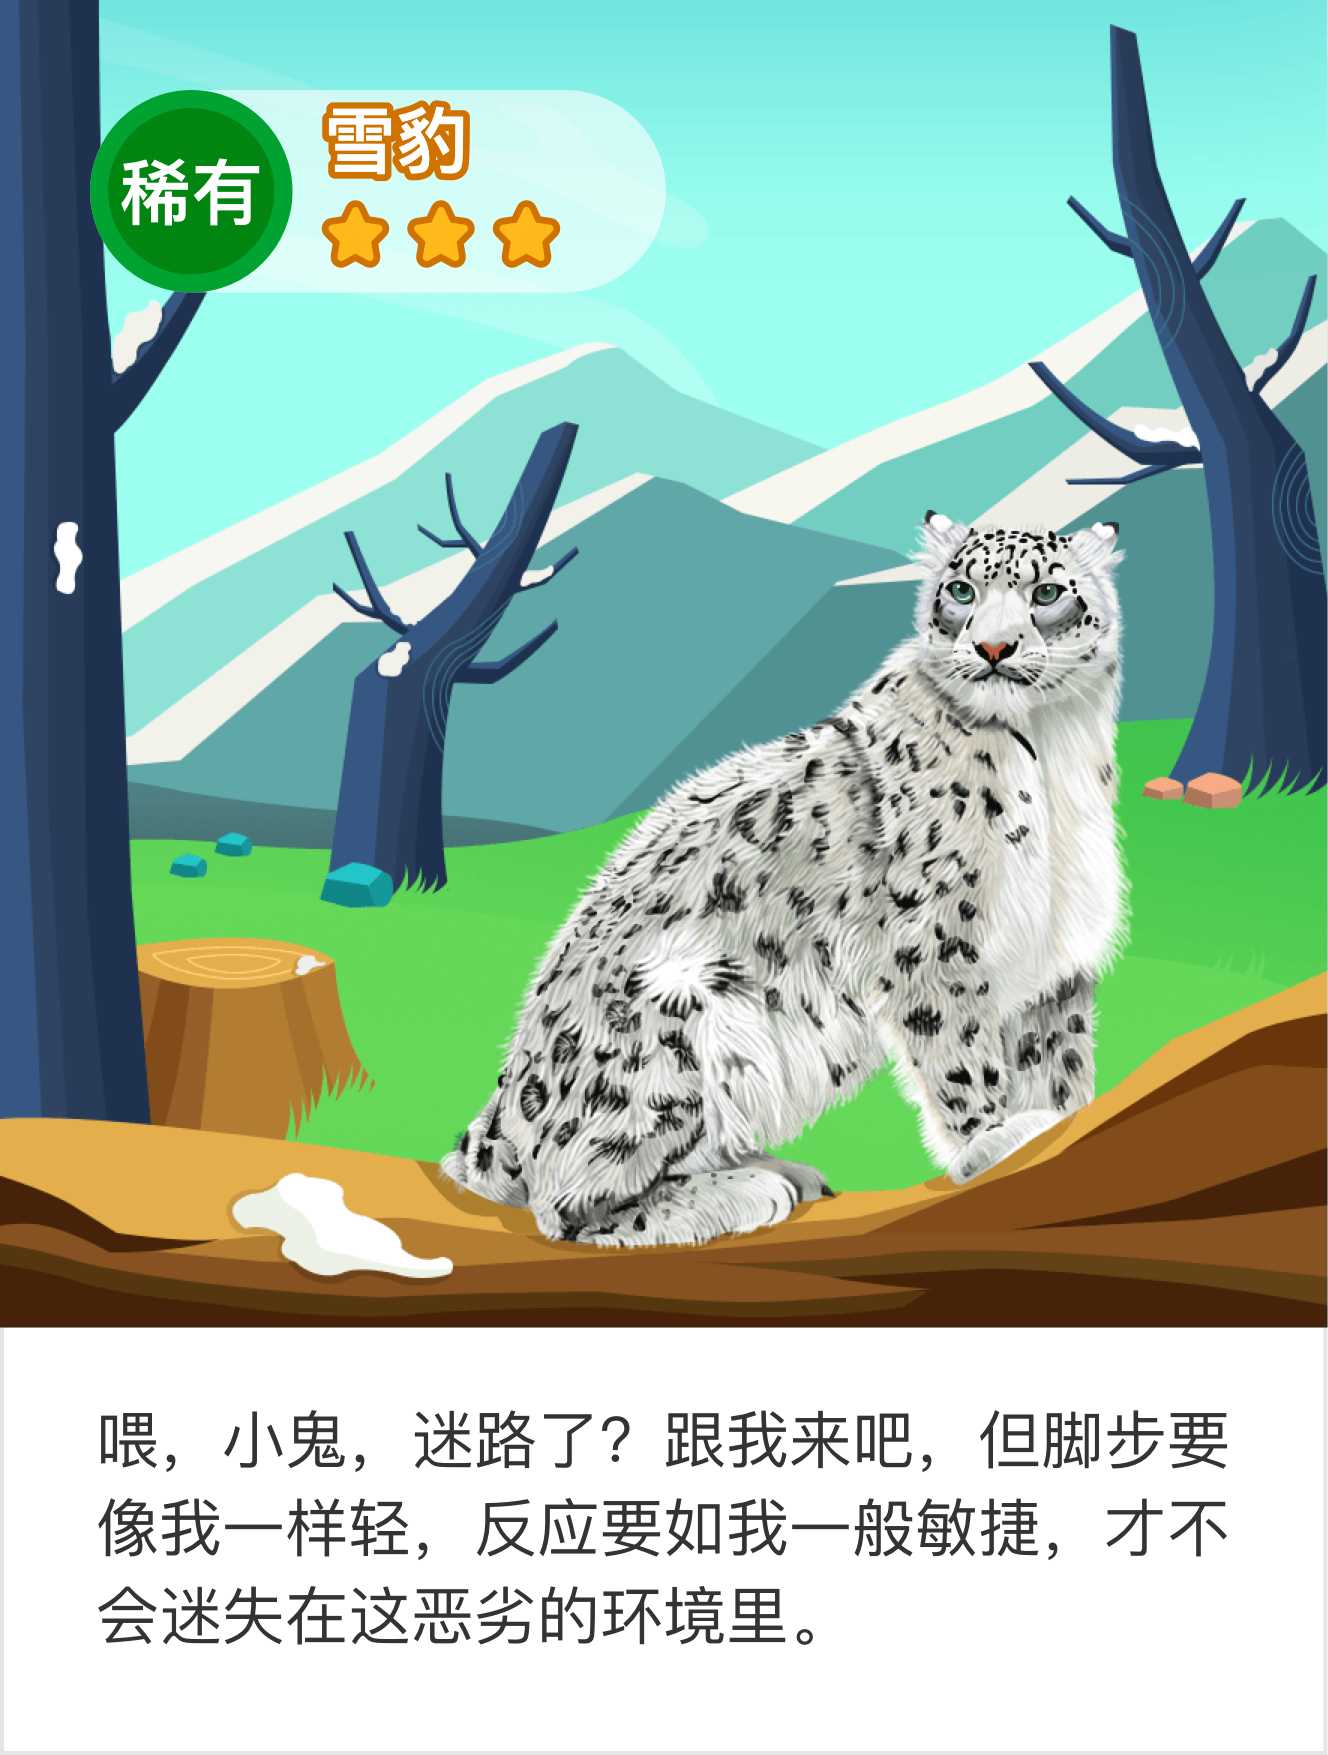 稀有
雪豹
喂，小鬼，迷路了？跟我来吧，但脚步要
像我一样轻，反应要如我一般敏捷，才不
会迷失在这恶劣的环境里。